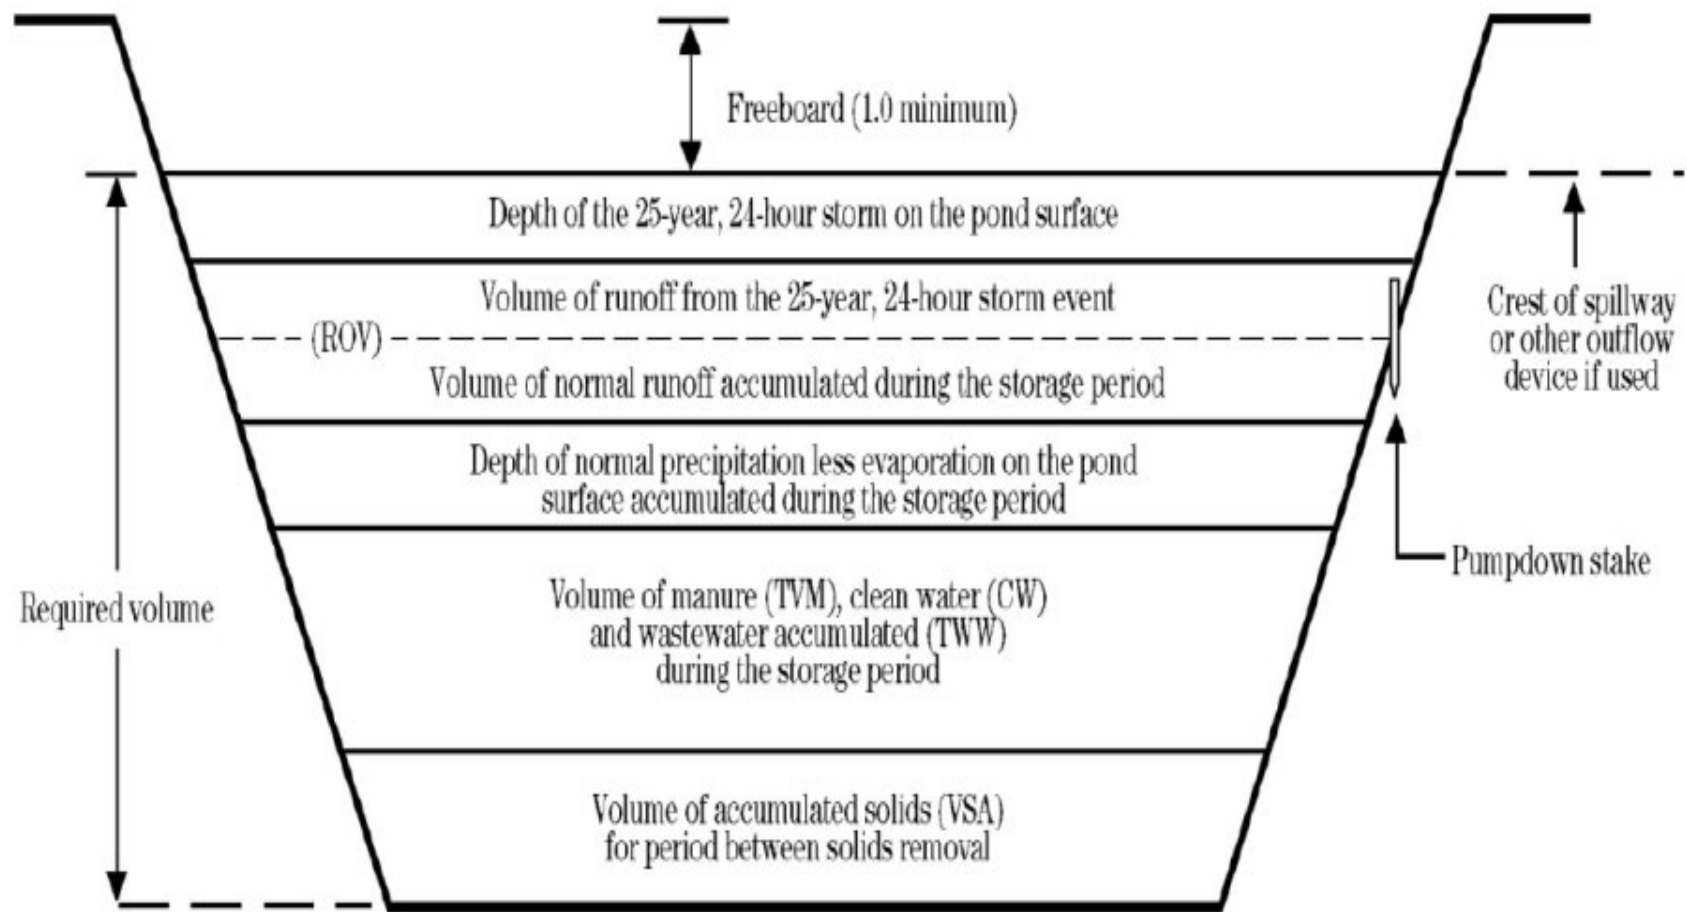 Freeboard (1.0 minimum)
Depth of the 25-year, 24-hour storm on the pond surface
Volume of runoff from the 25-year, 24-hour storm event
(ROV)
Volume of normal runoff accumulated during the storage period
Crest of spillway
or other outflow
device if used
Depth of normal precipitation less evaporation on the pond
surface accumulated during the storage period
Pumpdown stake
Required volume
Volume of manure (TVM), clean water (CW)
and wastewater accumulated (TWW)
during the storage period
Volume of accumulated solids (VSA)
for period between solids removal